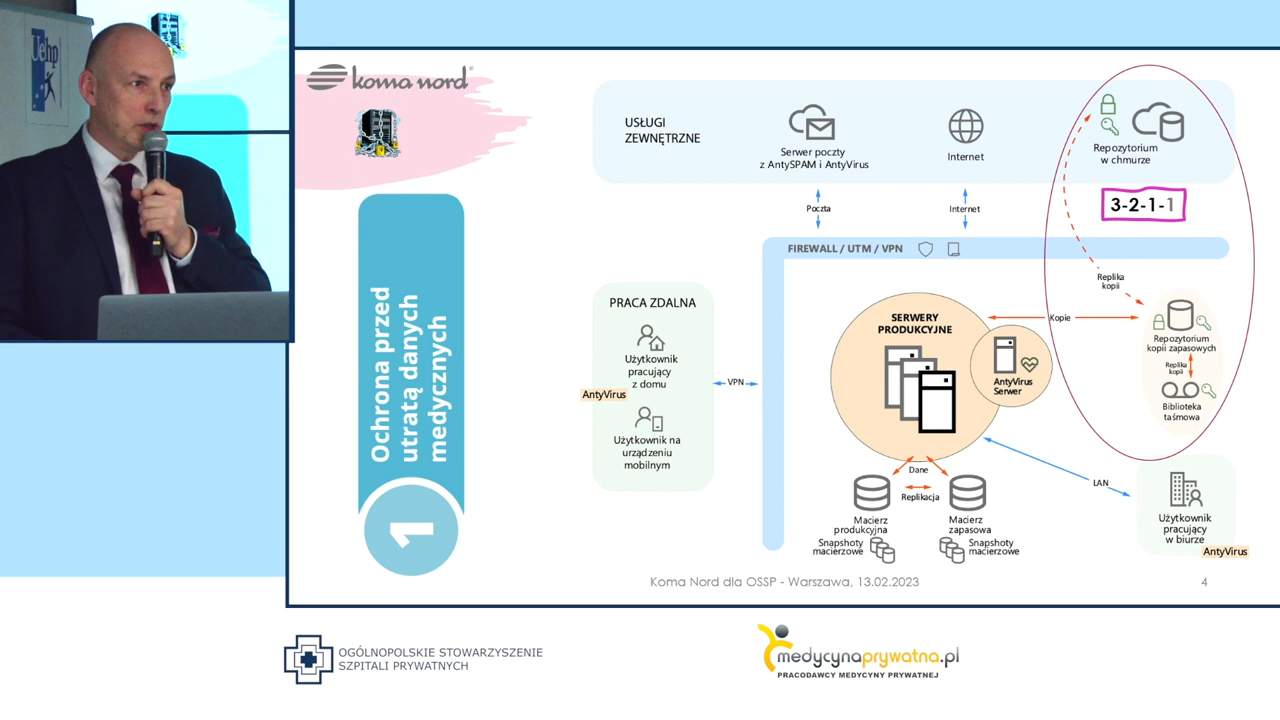 Uehp
koma nord
1
Ochrona przed
utratą danych
medycznych
USŁUGI
ZEWNĘTRZNE
Serwer poczty
z AntySPAM i AntyVirus
Internet
Repozytorium
w chmurze
3-2-1-1
Poczta
Internet
FIREWALL / UTM / VPN
Replika
kopii
PRACA ZDALNA
Użytkownik
pracujący
z domu
AntyVirus
Użytkownik na
urządzeniu
mobilnym
VPN
SERWERY
PRODUKCYJNE
AntyVirus
Serwer
Kopie
Repozytorium
kopii zapasowych
Replika
kopii
Biblioteka
taśmowa
Dane
Replikacja
Macierz
produkcyjna
Snapshoty
macierzowe
Macierz
zapasowa
Snapshoty
macierzowe
LAN
Użytkownik
pracujący
w biurze
AntyVirus
Koma Nord dla OSSP - Warszawa, 13.02.2023
4
OGÓLNOPOLSKIE STOWARZYSZENIE
SZPITALI PRYWATNYCH
medycynaprywatna.pl
PRACODAWCY MEDYCYNY PRYWATNEJ